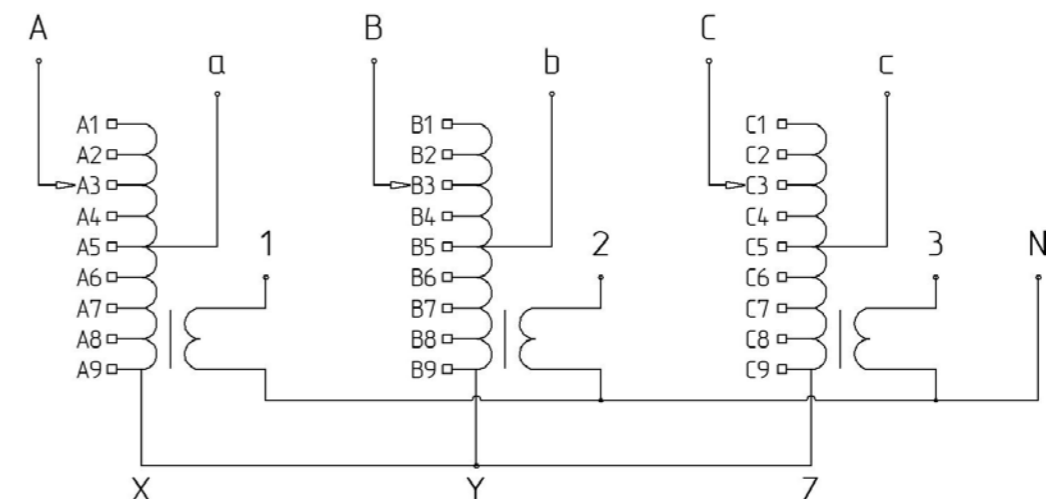 A B C
a b c
A1 B1 C1
A2 B2 C2
A3 B3 C3
A4 B4 C4
A5 B5 C5
1 2 3 N
A6 B6 C6
A7 B7 C7
A8 B8 C8
A9 B9 C9
X Y 7